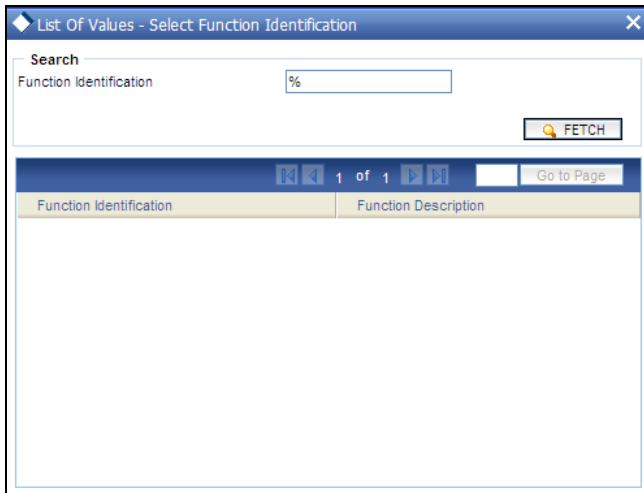 List Of Values - Select Function Identification
Search
Function Identification %
FETCH
1 of 1 Go to Page
Function Identification Function Description